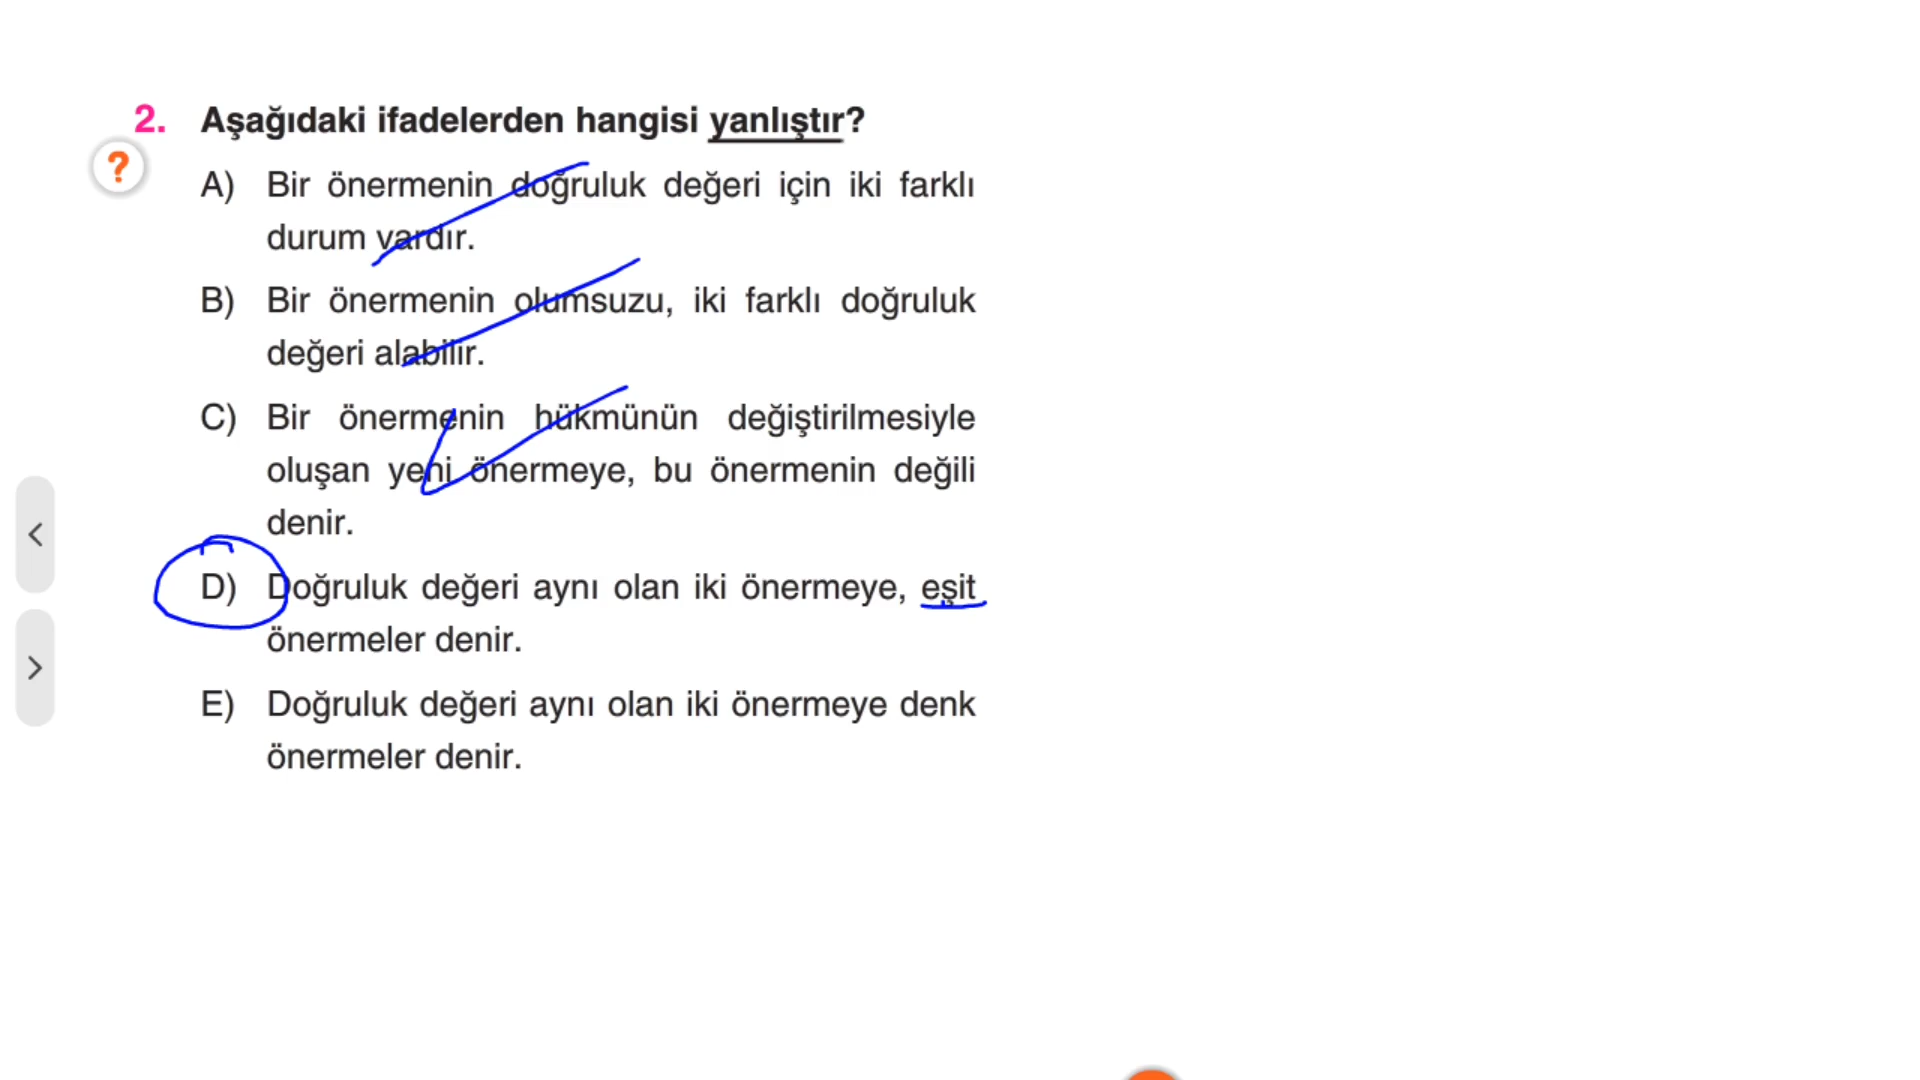 2. Aşağıdaki ifadelerden hangisi yanlıştır?
?
A) Bir önermenin doğruluk değeri için iki farklı
durum vardır.
B) Bir önermenin olumsuzu, iki farklı doğruluk
değeri alabilir.
C) Bir önermenin hükmünün değiştirilmesiyle
oluşan yeni önermeye, bu önermenin değili
denir.
D) Doğruluk değeri aynı olan iki önermeye, eşit
önermeler denir.
E) Doğruluk değeri aynı olan iki önermeye denk
önermeler denir.